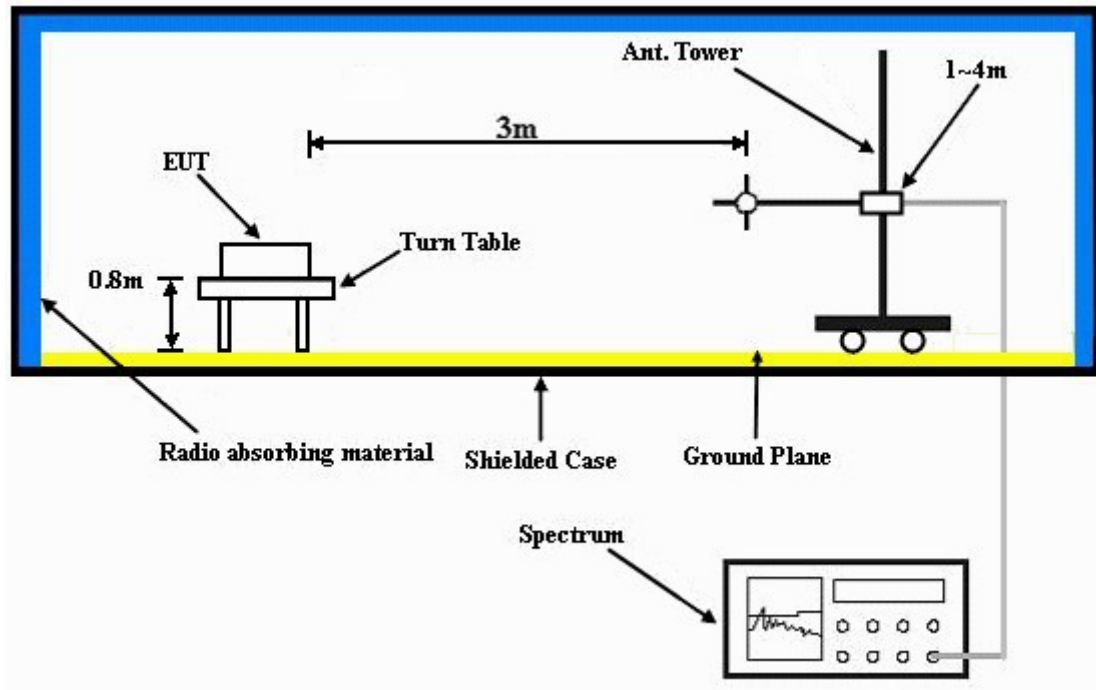 Ant. Tower
1~4m
3m
EUT
Turn Table
0.8m
Radio absorbing material
Shielded Case
Ground Plane
Spectrum